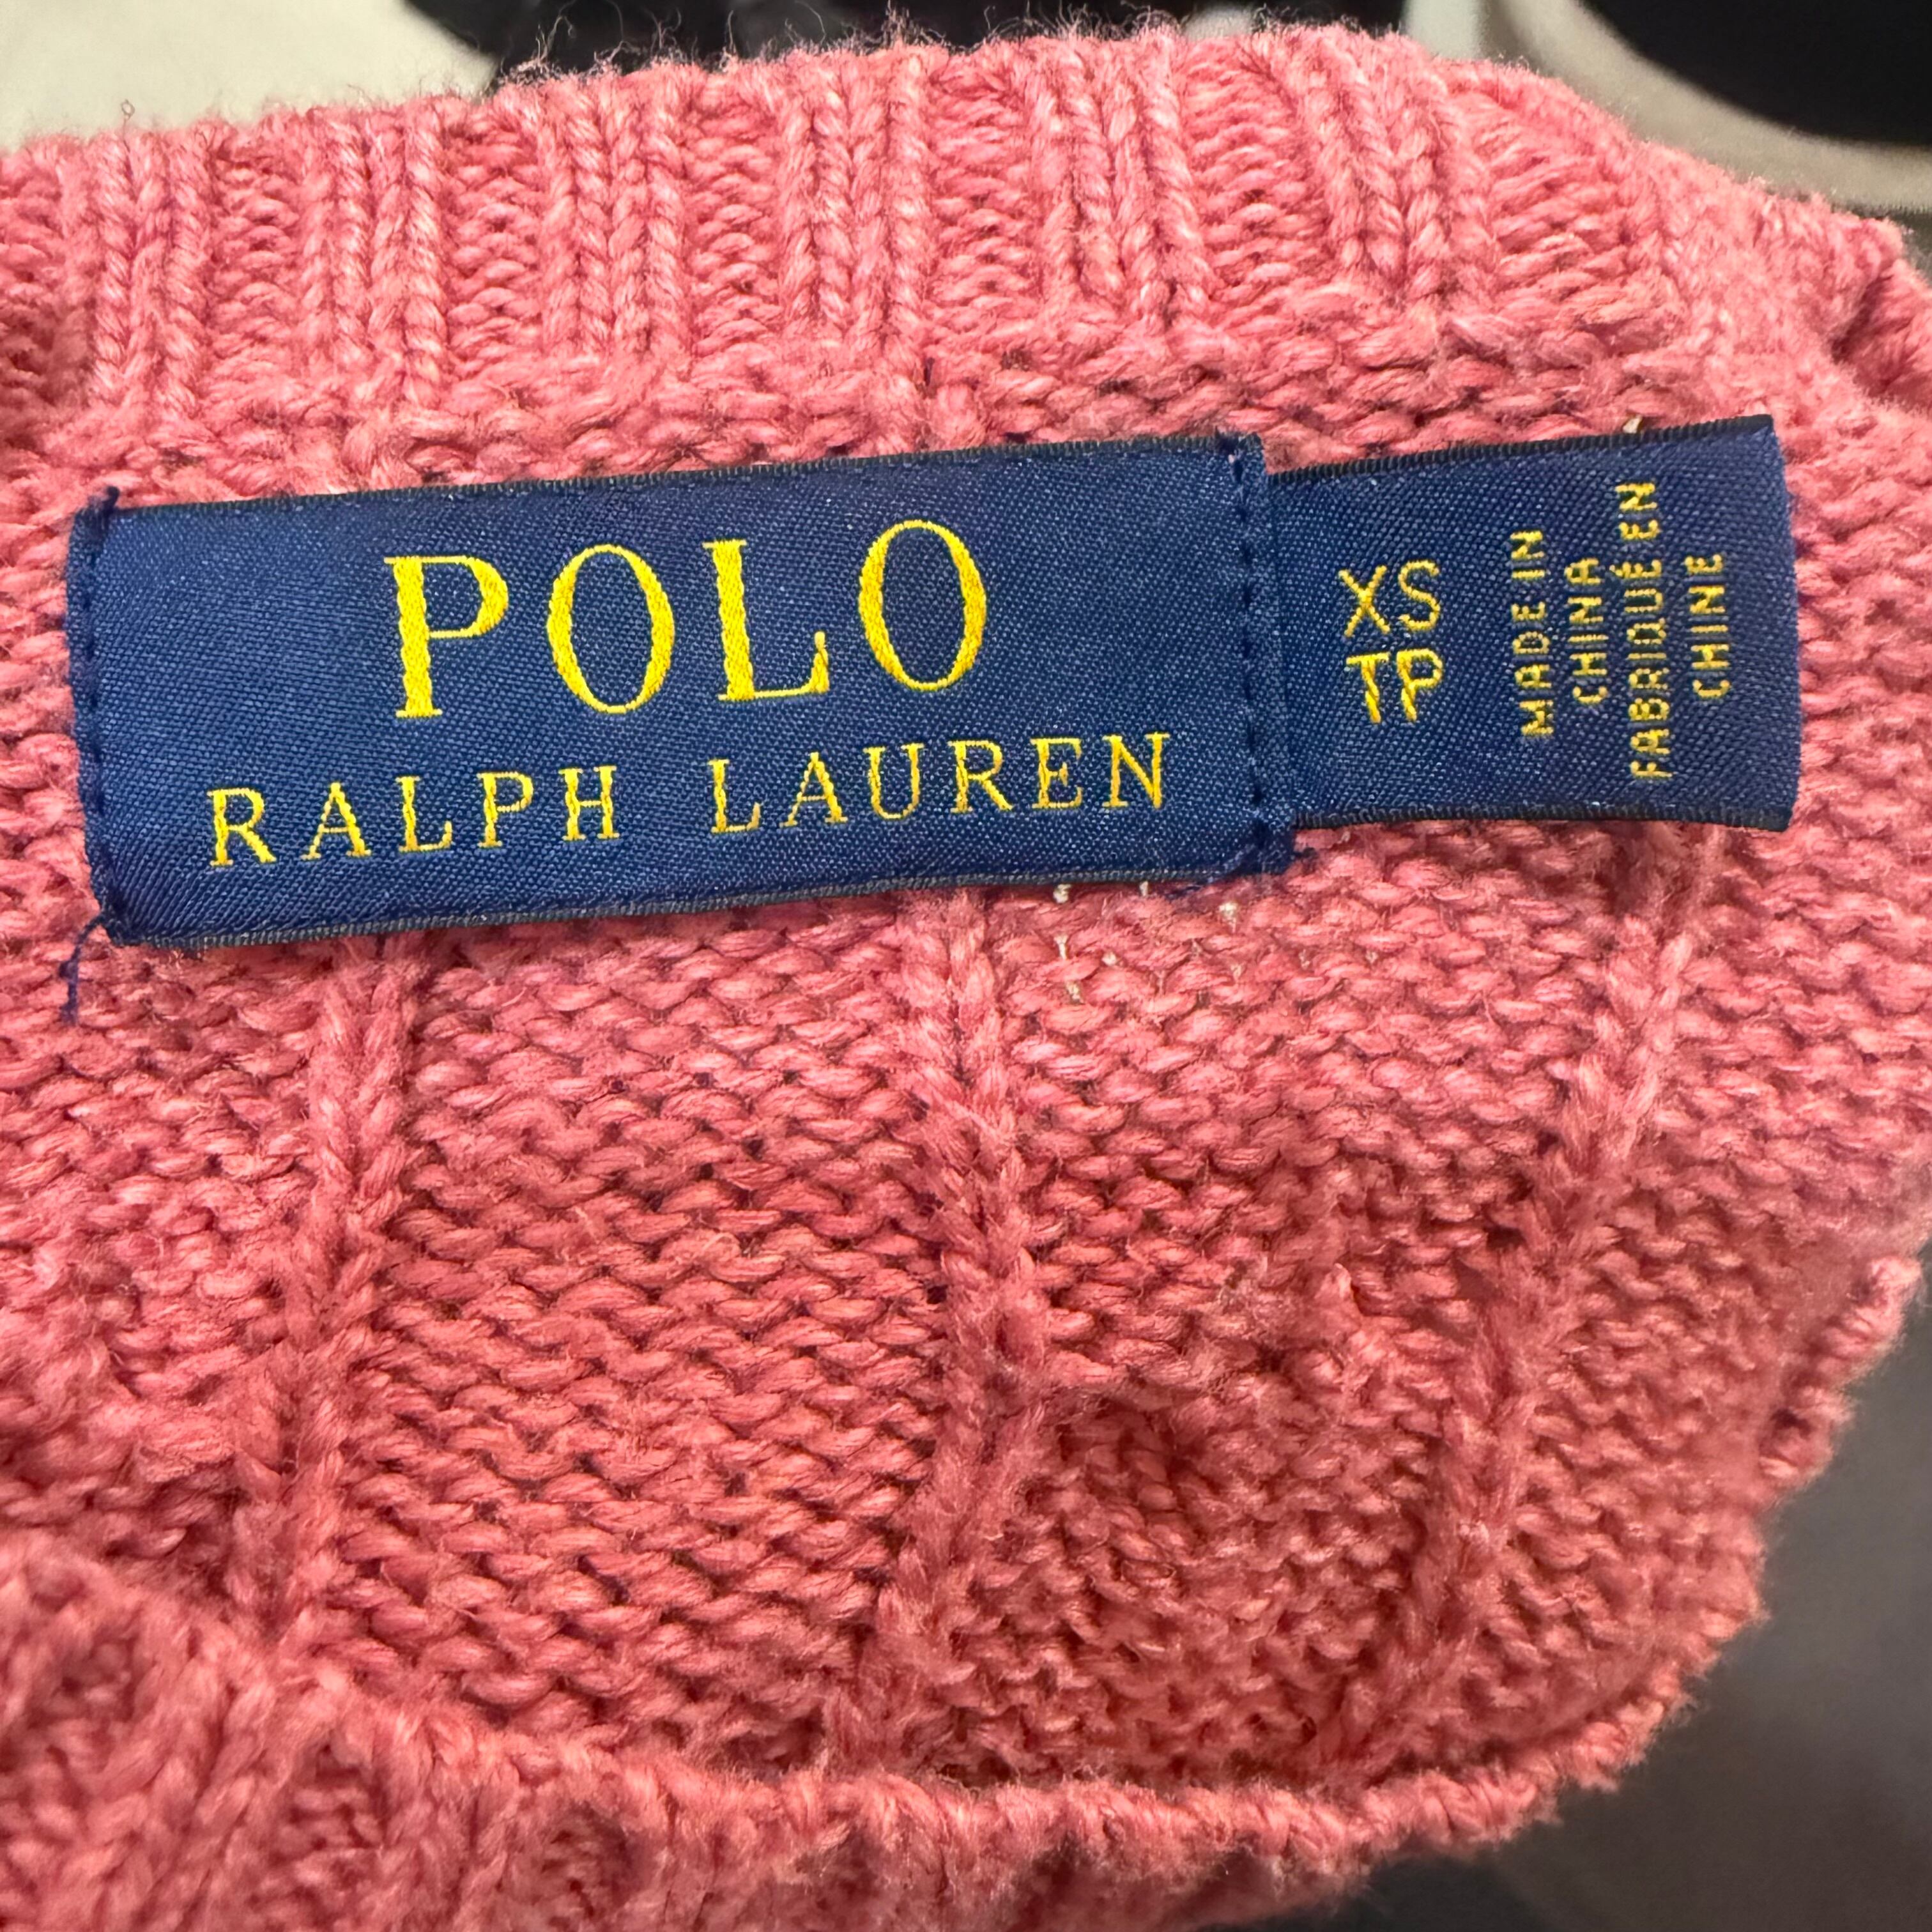 POLO
RALPH LAUREN
XS
TP
MADE IN
CHINA
FABRIQUÉ EN
CHINE